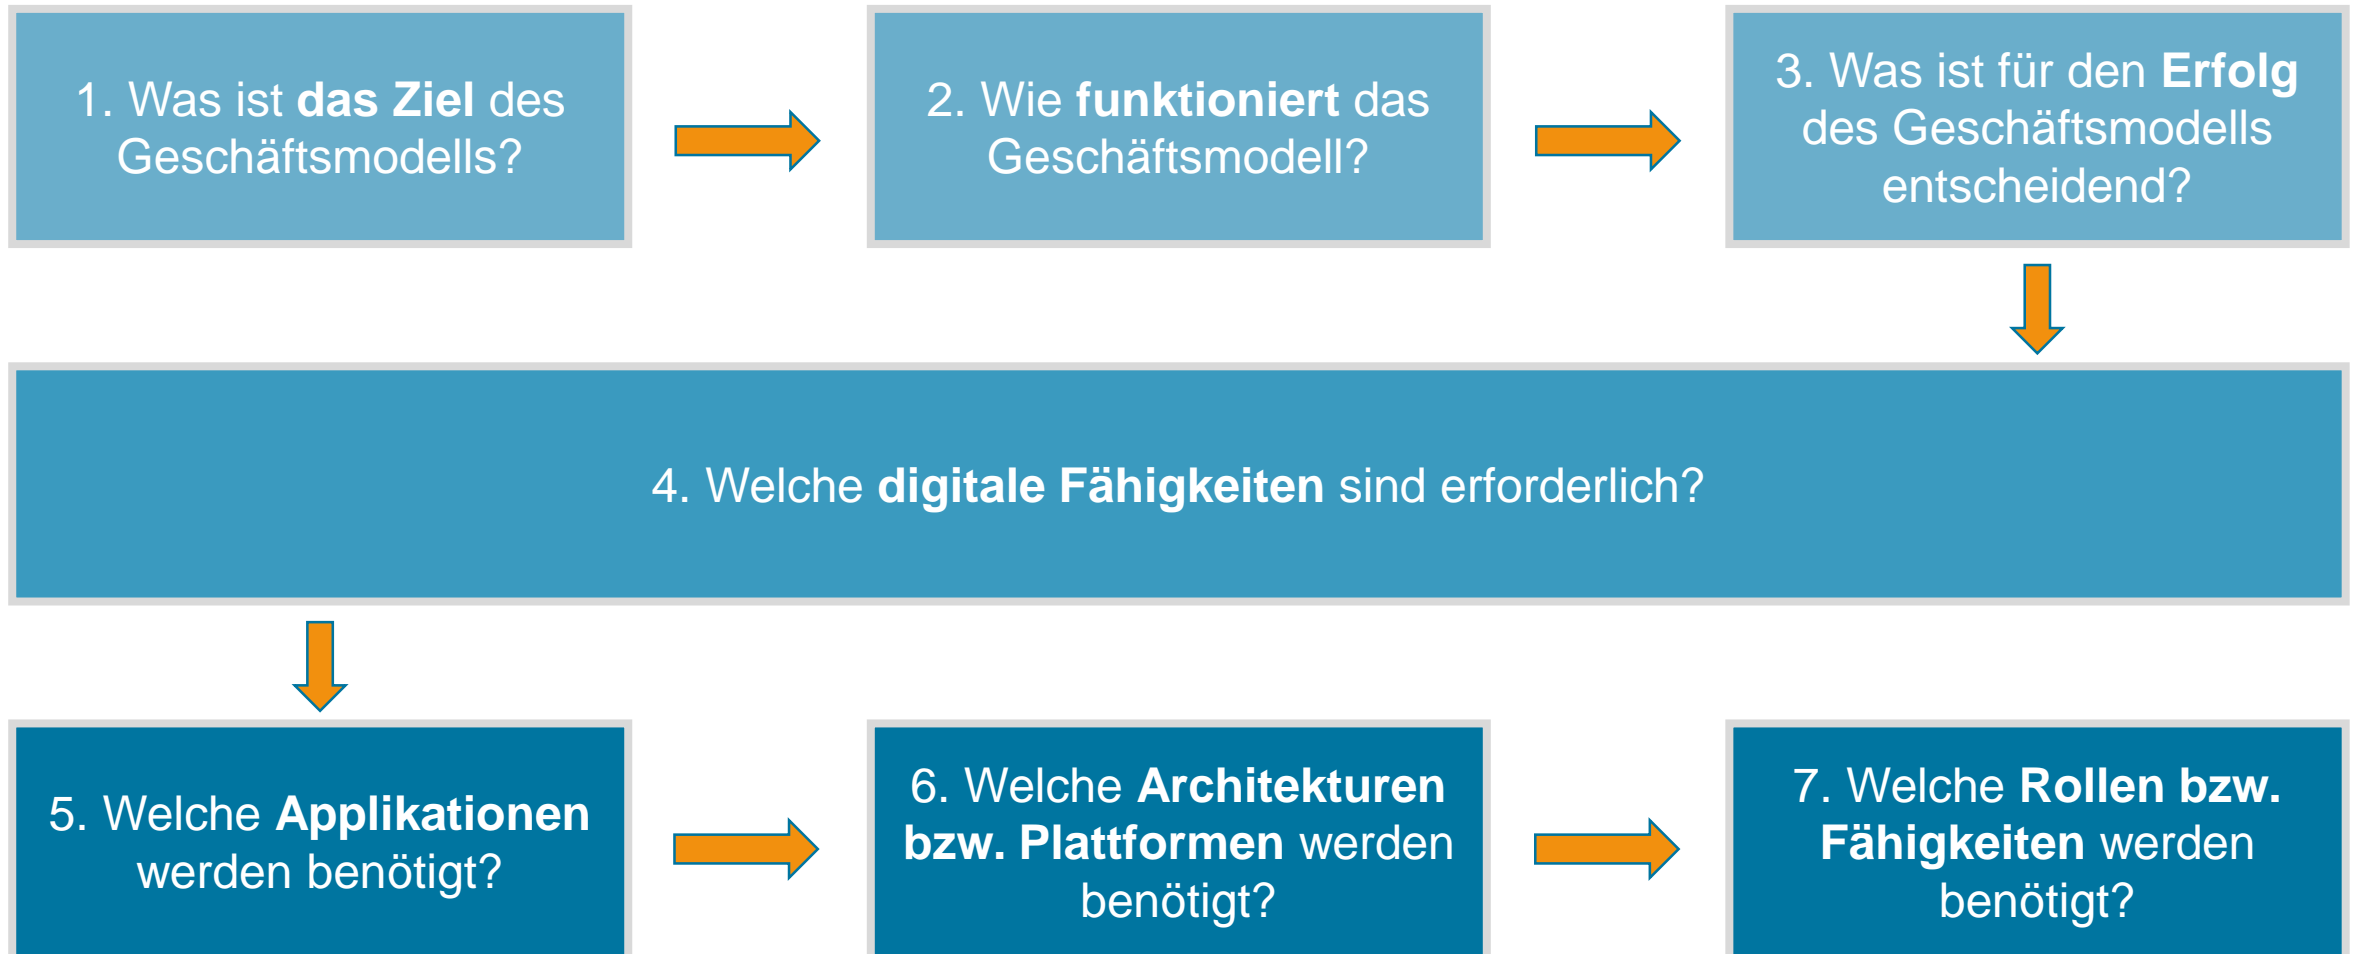 1. Was ist das Ziel des
Geschäftsmodells?
2. Wie funktioniert das
Geschäftsmodell?
3. Was ist für den Erfolg
des Geschäftsmodells
entscheidend?
4. Welche digitale Fähigkeiten sind erforderlich?
5. Welche Applikationen
werden benötigt?
6. Welche Architekturen
bzw. Plattformen werden
benötigt?
7. Welche Rollen bzw.
Fähigkeiten werden
benötigt?